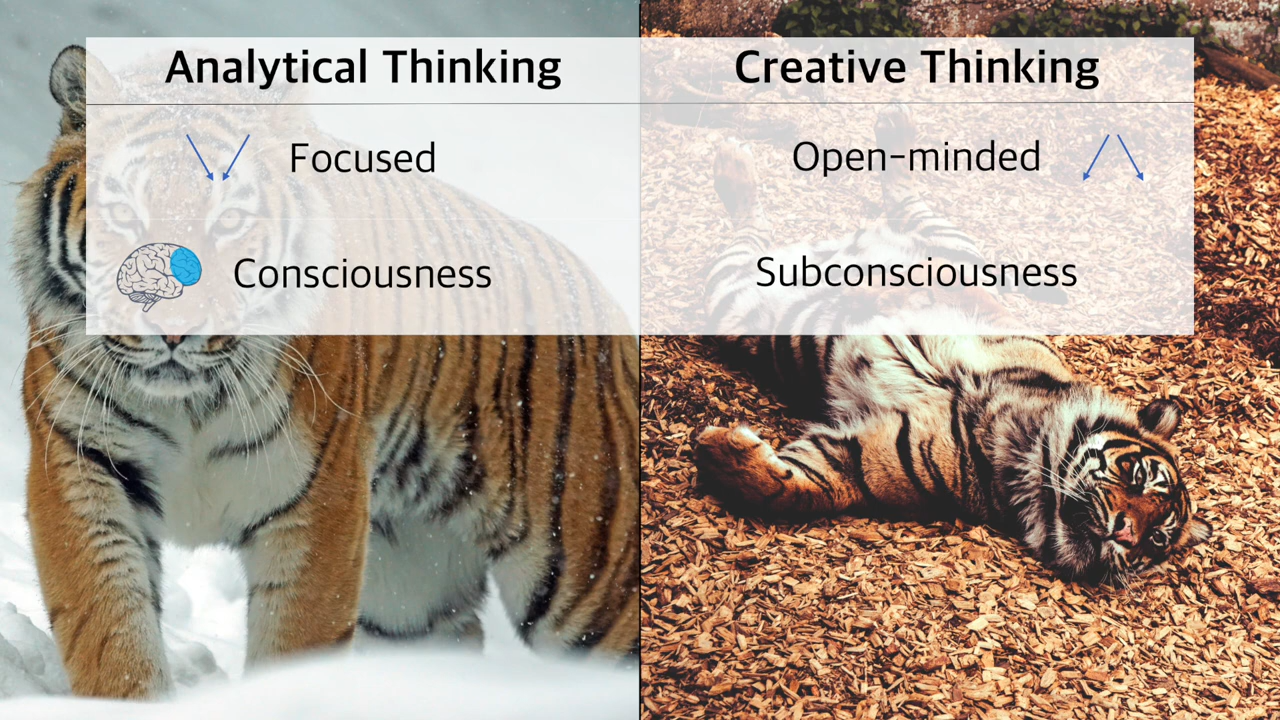 Analytical Thinking
Creative Thinking
Focused
Open-minded
Consciousness
Subconsciousness